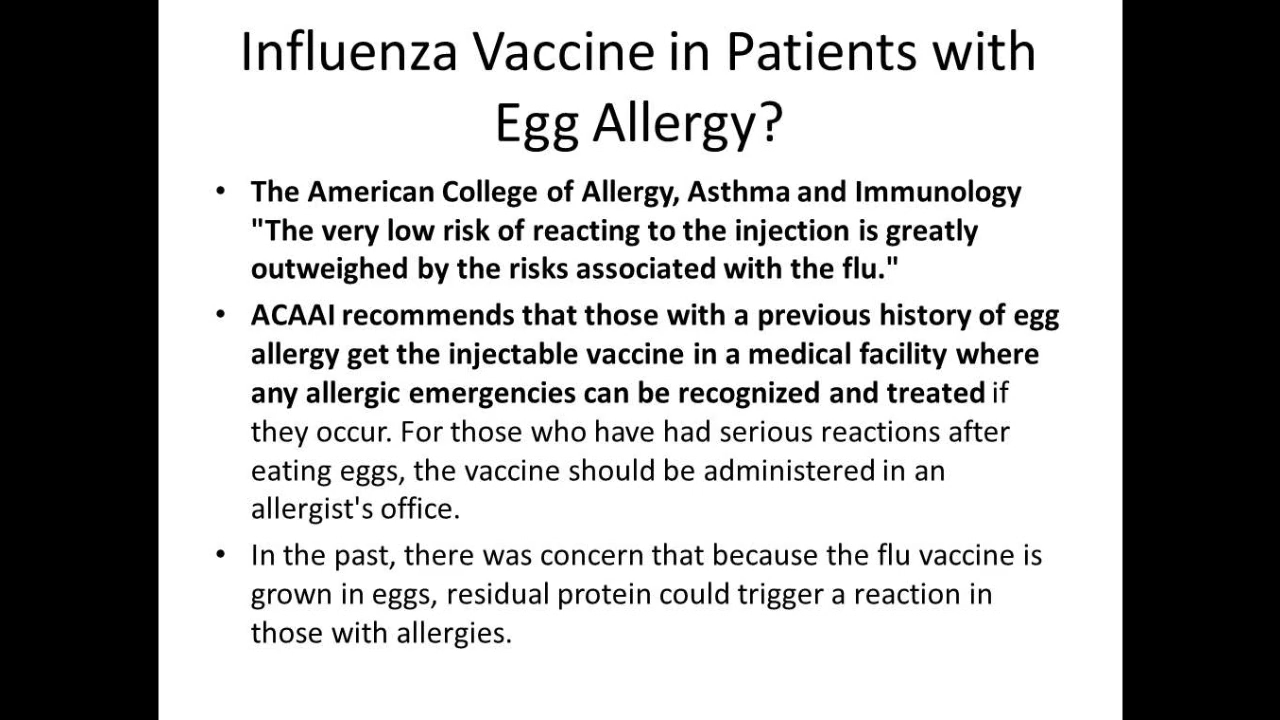 Influenza Vaccine in Patients with
Egg Allergy?
• The American College of Allergy, Asthma and Immunology
"The very low risk of reacting to the injection is greatly
outweighed by the risks associated with the flu."
• ACAAI recommends that those with a previous history of egg
allergy get the injectable vaccine in a medical facility where
any allergic emergencies can be recognized and treated if
they occur. For those who have had serious reactions after
eating eggs, the vaccine should be administered in an
allergist's office.
• In the past, there was concern that because the flu vaccine is
grown in eggs, residual protein could trigger a reaction in
those with allergies.